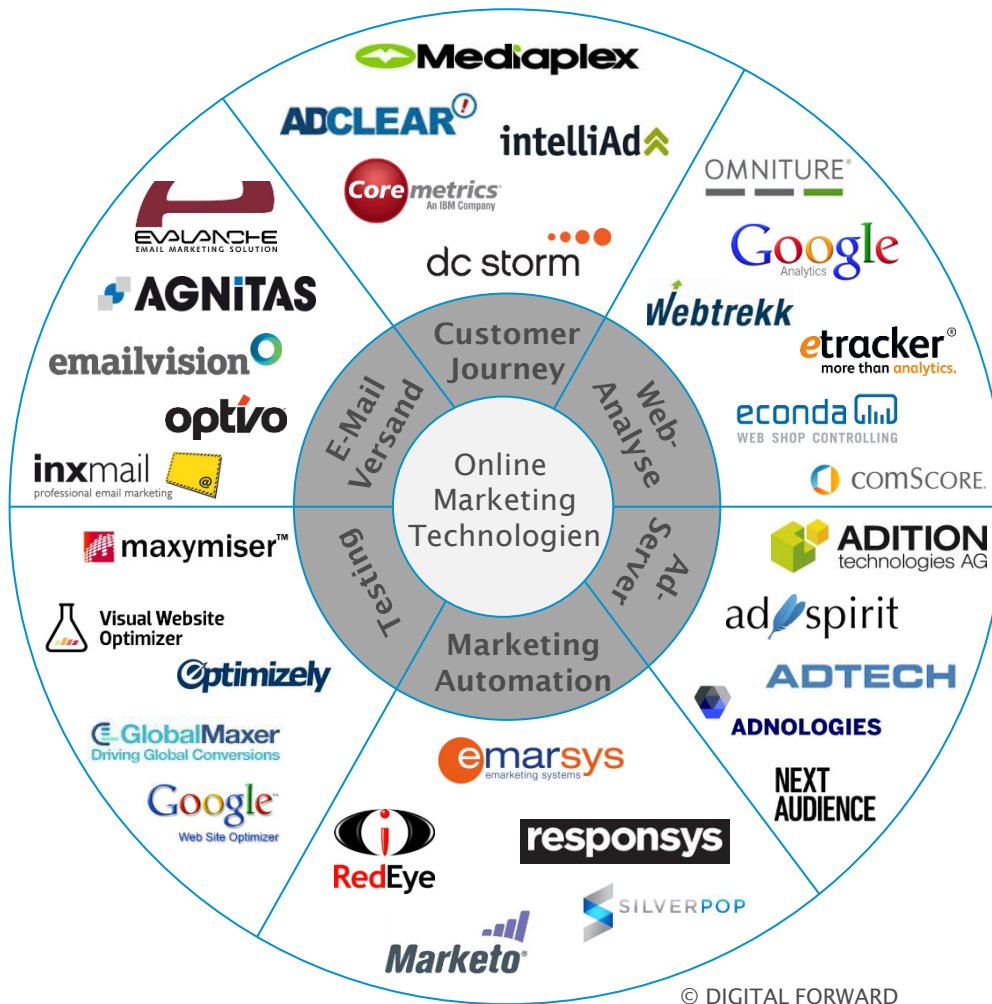 Mediaplex
ADCLEAR!
intelliAd
Coremetrics®
An IBM Company
dc storm
OMNITURE®
Google
Analytics
Webtrekk
etracker®
more than analytics.
econda
WEB SHOP CONTROLLING
COMSCORE.
ADITION
technologies AG
ad spirit
ADTECH
ADNOLOGIES
NEXT
AUDIENCE
emarsys
emarketing systems
responsys
RedEye
SILVERPOP
Marketo®
maxymiser™
Visual Website
Optimizer
Optimizely
GlobalMaxer
Driving Global Conversions
Google™
Web Site Optimizer
EVALANCHE
EMAIL MARKETING SOLUTION
AGNITAS
emailvision
optivo
inxmail
@
professional email marketing
Customer
Journey
Web-
Analyse
Ad-
Server
Marketing
Automation
Testing
E-Mail
Versand
Online
Marketing
Technologien
© DIGITAL FORWARD